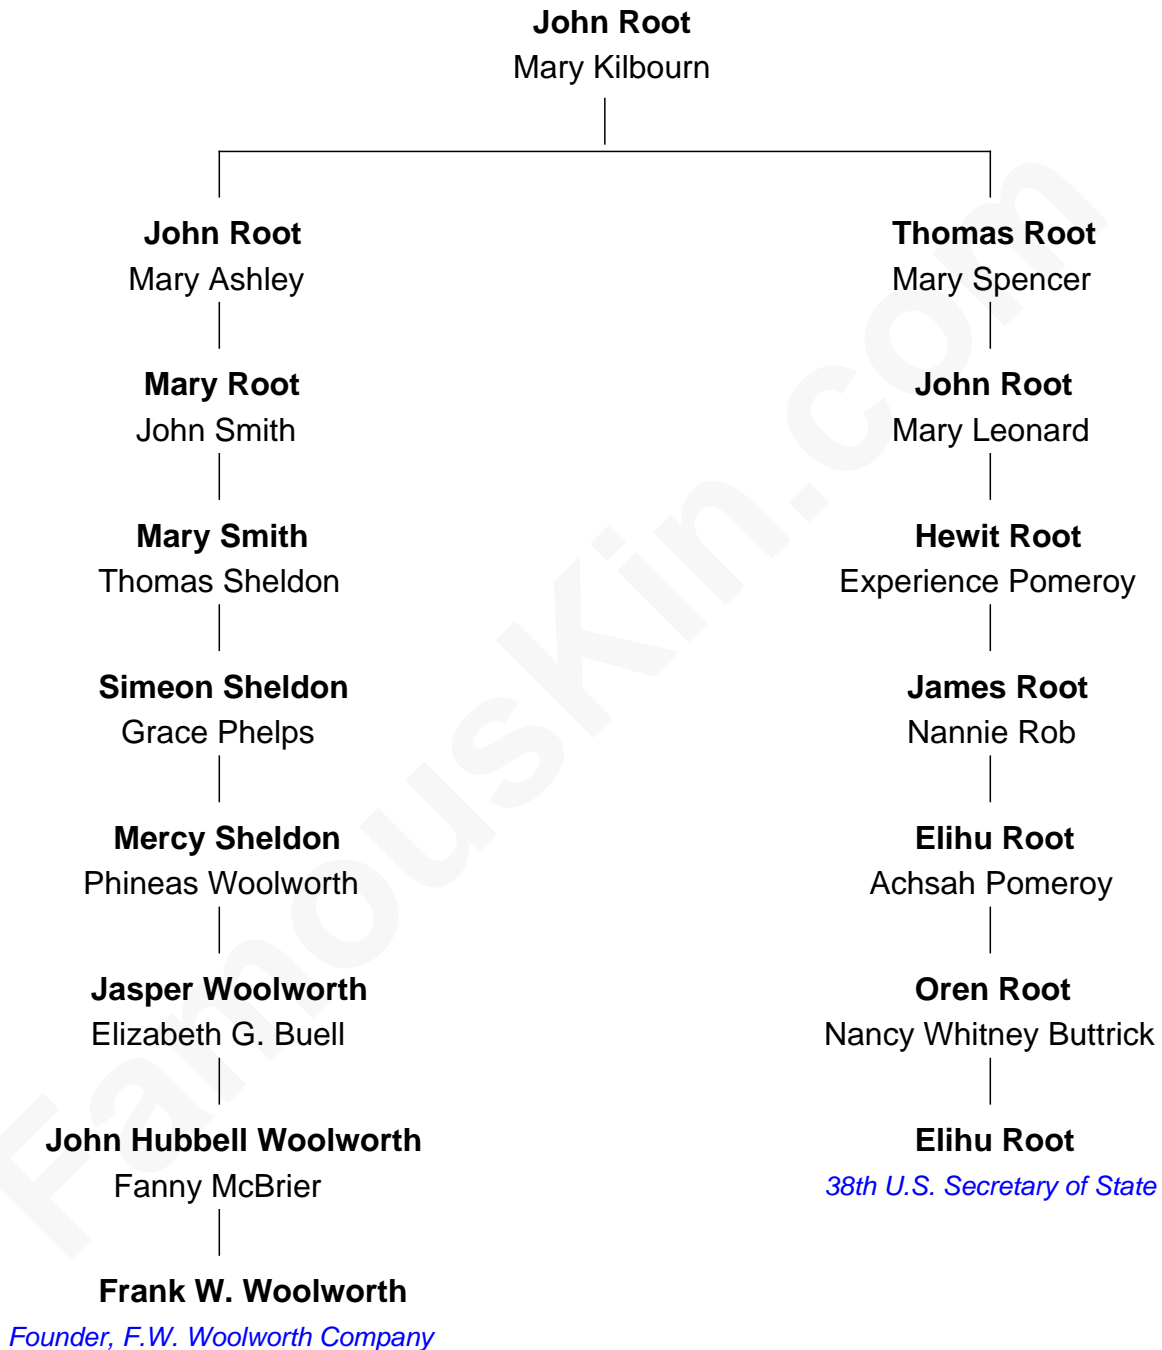 John Root
Mary Kilbourn
John Root
Mary Ashley
Thomas Root
Mary Spencer
Mary Root
John Smith
John Root
Mary Leonard
Mary Smith
Thomas Sheldon
Hewit Root
Experience Pomeroy
Simeon Sheldon
Grace Phelps
James Root
Nannie Rob
Mercy Sheldon
Phineas Woolworth
Elihu Root
Achsah Pomeroy
Jasper Woolworth
Elizabeth G. Buell
Oren Root
Nancy Whitney Buttrick
John Hubbell Woolworth
Fanny McBrier
Elihu Root
38th U.S. Secretary of State
Frank W. Woolworth
Founder, F.W. Woolworth Company
FamousKin.com